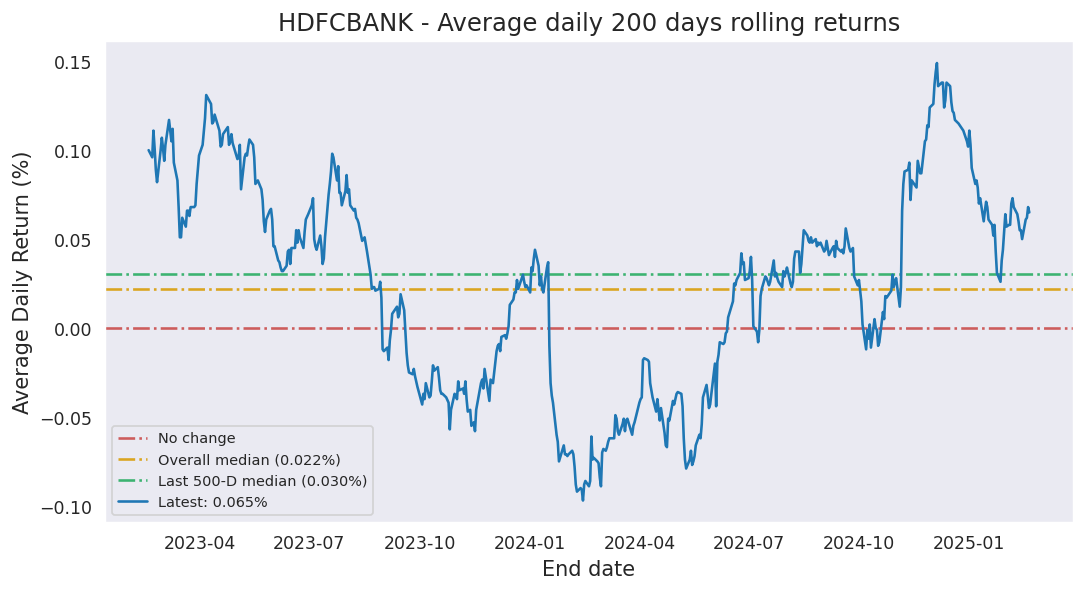 HDFCBANK - Average daily 200 days rolling returns
Average Daily Return (%)
0.15
0.10
0.05
0.00
−0.05
−0.10
No change
Overall median (0.022%)
Last 500-D median (0.030%)
Latest: 0.065%
2023-04 2023-07 2023-10 2024-01 2024-04 2024-07 2024-10 2025-01
End date